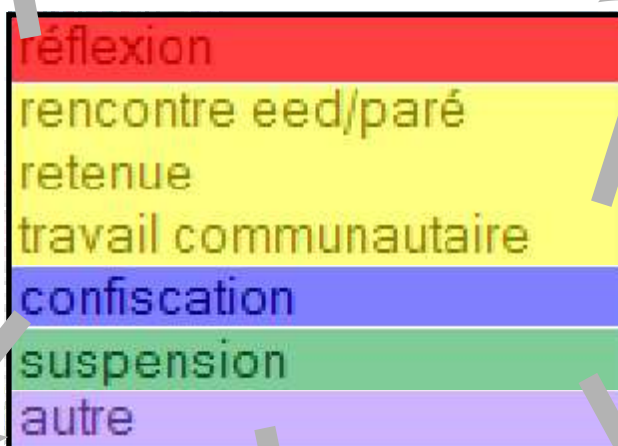 réflexion
rencontre eed/paré
retenue
travail communautaire
confiscation
suspension
autre